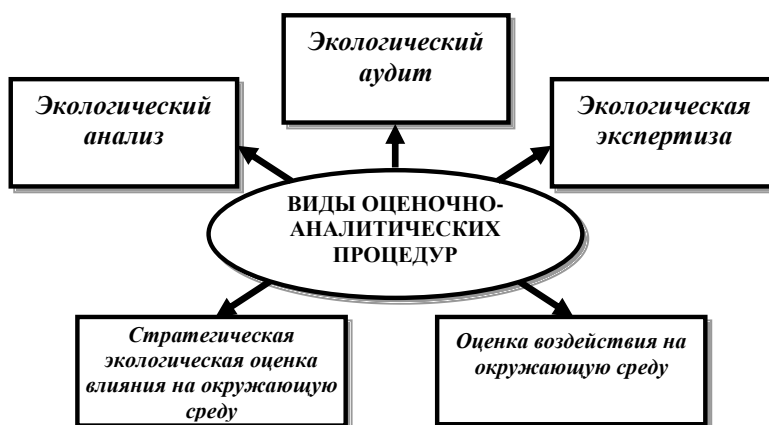 Экологический
аудит
Экологический
анализ
Экологическая
экспертиза
ВИДЫ ОЦЕНОЧНО-
АНАЛИТИЧЕСКИХ
ПРОЦЕДУР
Стратегическая
экологическая оценка
влияния на окружающую
среду
Оценка воздействия на
окружающую среду